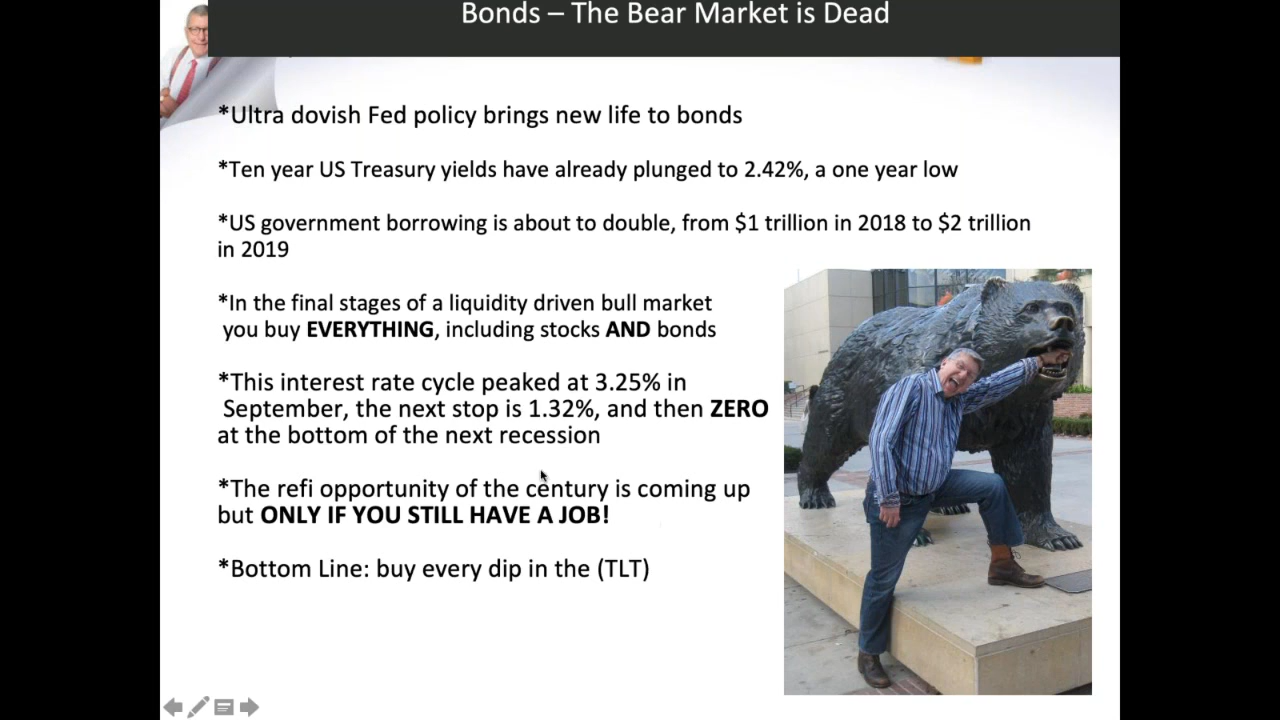 Bonds – The Bear Market is Dead
*Ultra dovish Fed policy brings new life to bonds
*Ten year US Treasury yields have already plunged to 2.42%, a one year low
*US government borrowing is about to double, from $1 trillion in 2018 to $2 trillion
in 2019
*In the final stages of a liquidity driven bull market
you buy EVERYTHING, including stocks AND bonds
*This interest rate cycle peaked at 3.25% in
September, the next stop is 1.32%, and then ZERO
at the bottom of the next recession
*The refi opportunity of the century is coming up
but ONLY IF YOU STILL HAVE A JOB!
*Bottom Line: buy every dip in the (TLT)